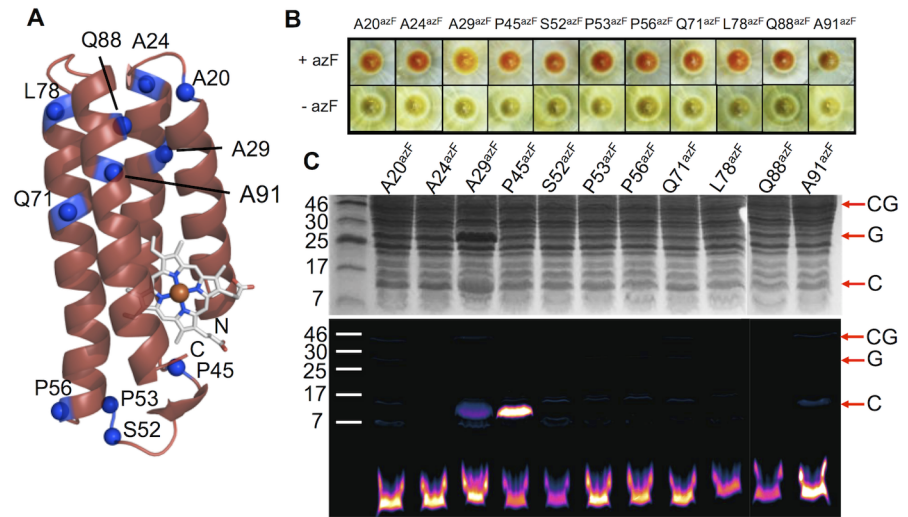 A
Q88
A24
L78
A20
A29
A91
Q71
N
C
P45
P56
P53
S52
B
A20azF A24azF A29azF P45azF S52azF P53azF P56azF Q71azF L78azF Q88azF A91azF
+ azF
- azF
C
A20azF A24azF A29azF P45azF S52azF P53azF P56azF Q71azF L78azF Q88azF A91azF
46
30
25
17
7
CG
G
C
46
30
25
17
7
CG
G
C